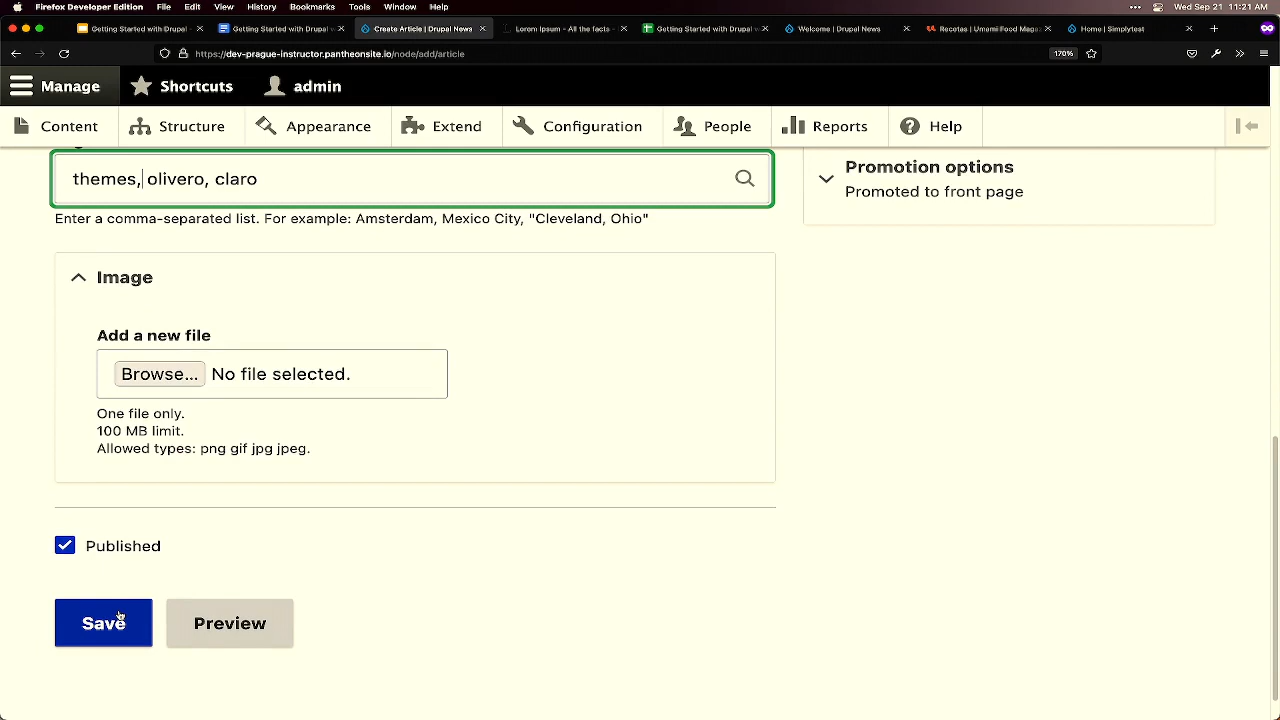 Firefox Developer Edition File Edit View History Bookmarks Tools Window Help Wed Sep 21 11:21 AM
Getting Started with Drupal - Getting Started with Drupal w Create Article | Drupal News Lorem Ipsum - All the facts - Getting Started with Drupal w Welcome | Drupal News Recetas | Umami Food Maga Home | Simplytest
https://dev-prague-instructor.pantheonsite.io/node/add/article 170%
Manage Shortcuts admin
Content Structure Appearance Extend Configuration People Reports Help
themes, olivero, claro
Enter a comma-separated list. For example: Amsterdam, Mexico City, "Cleveland, Ohio"
Promotion options
Promoted to front page
Image
Add a new file
Browse... No file selected.
One file only.
100 MB limit.
Allowed types: png gif jpg jpeg.
Published
Save Preview